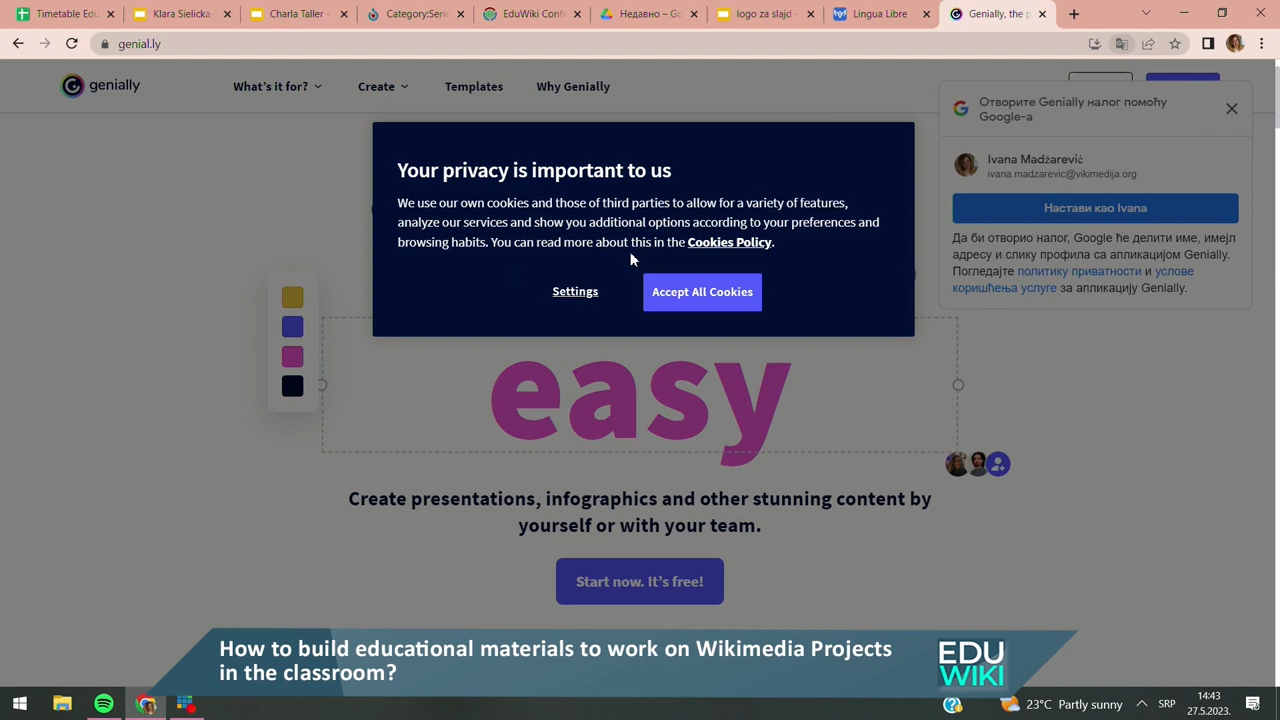 Timetable Edu
Klara Sielicka-
Charla Taller -
Category:Serie
EduWiki Confe
Недавно – Go
logo za slajd -
Lingua Libre
Genially, the p
genial.ly
genially
What's it for?
Create
Templates
Why Genially
Отворите Genially налог помоћу
Google-а
Ivana Madžarević
ivana.madzarevic@vikimedija.org
Настави као Ivana
Да би отворио налог, Google ће делити име, имејл
адресу и слику профила са апликацијом Genially.
Погледајте политику приватности и услове
коришћења услуге за апликацију Genially.
Your privacy is important to us
We use our own cookies and those of third parties to allow for a variety of features,
analyze our services and show you additional options according to your preferences and
browsing habits. You can read more about this in the Cookies Policy.
Settings
Accept All Cookies
easy
Create presentations, infographics and other stunning content by
yourself or with your team.
Start now. It's free!
How to build educational materials to work on Wikimedia Projects
in the classroom?
EDU
WIKI
23°C Partly sunny
SRP
14:43
27.5.2023.